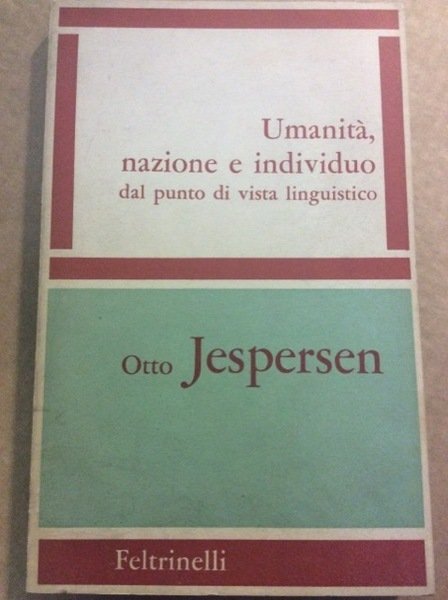 Umanità,
nazione e individuo
dal punto di vista linguistico
Otto Jespersen
Feltrinelli